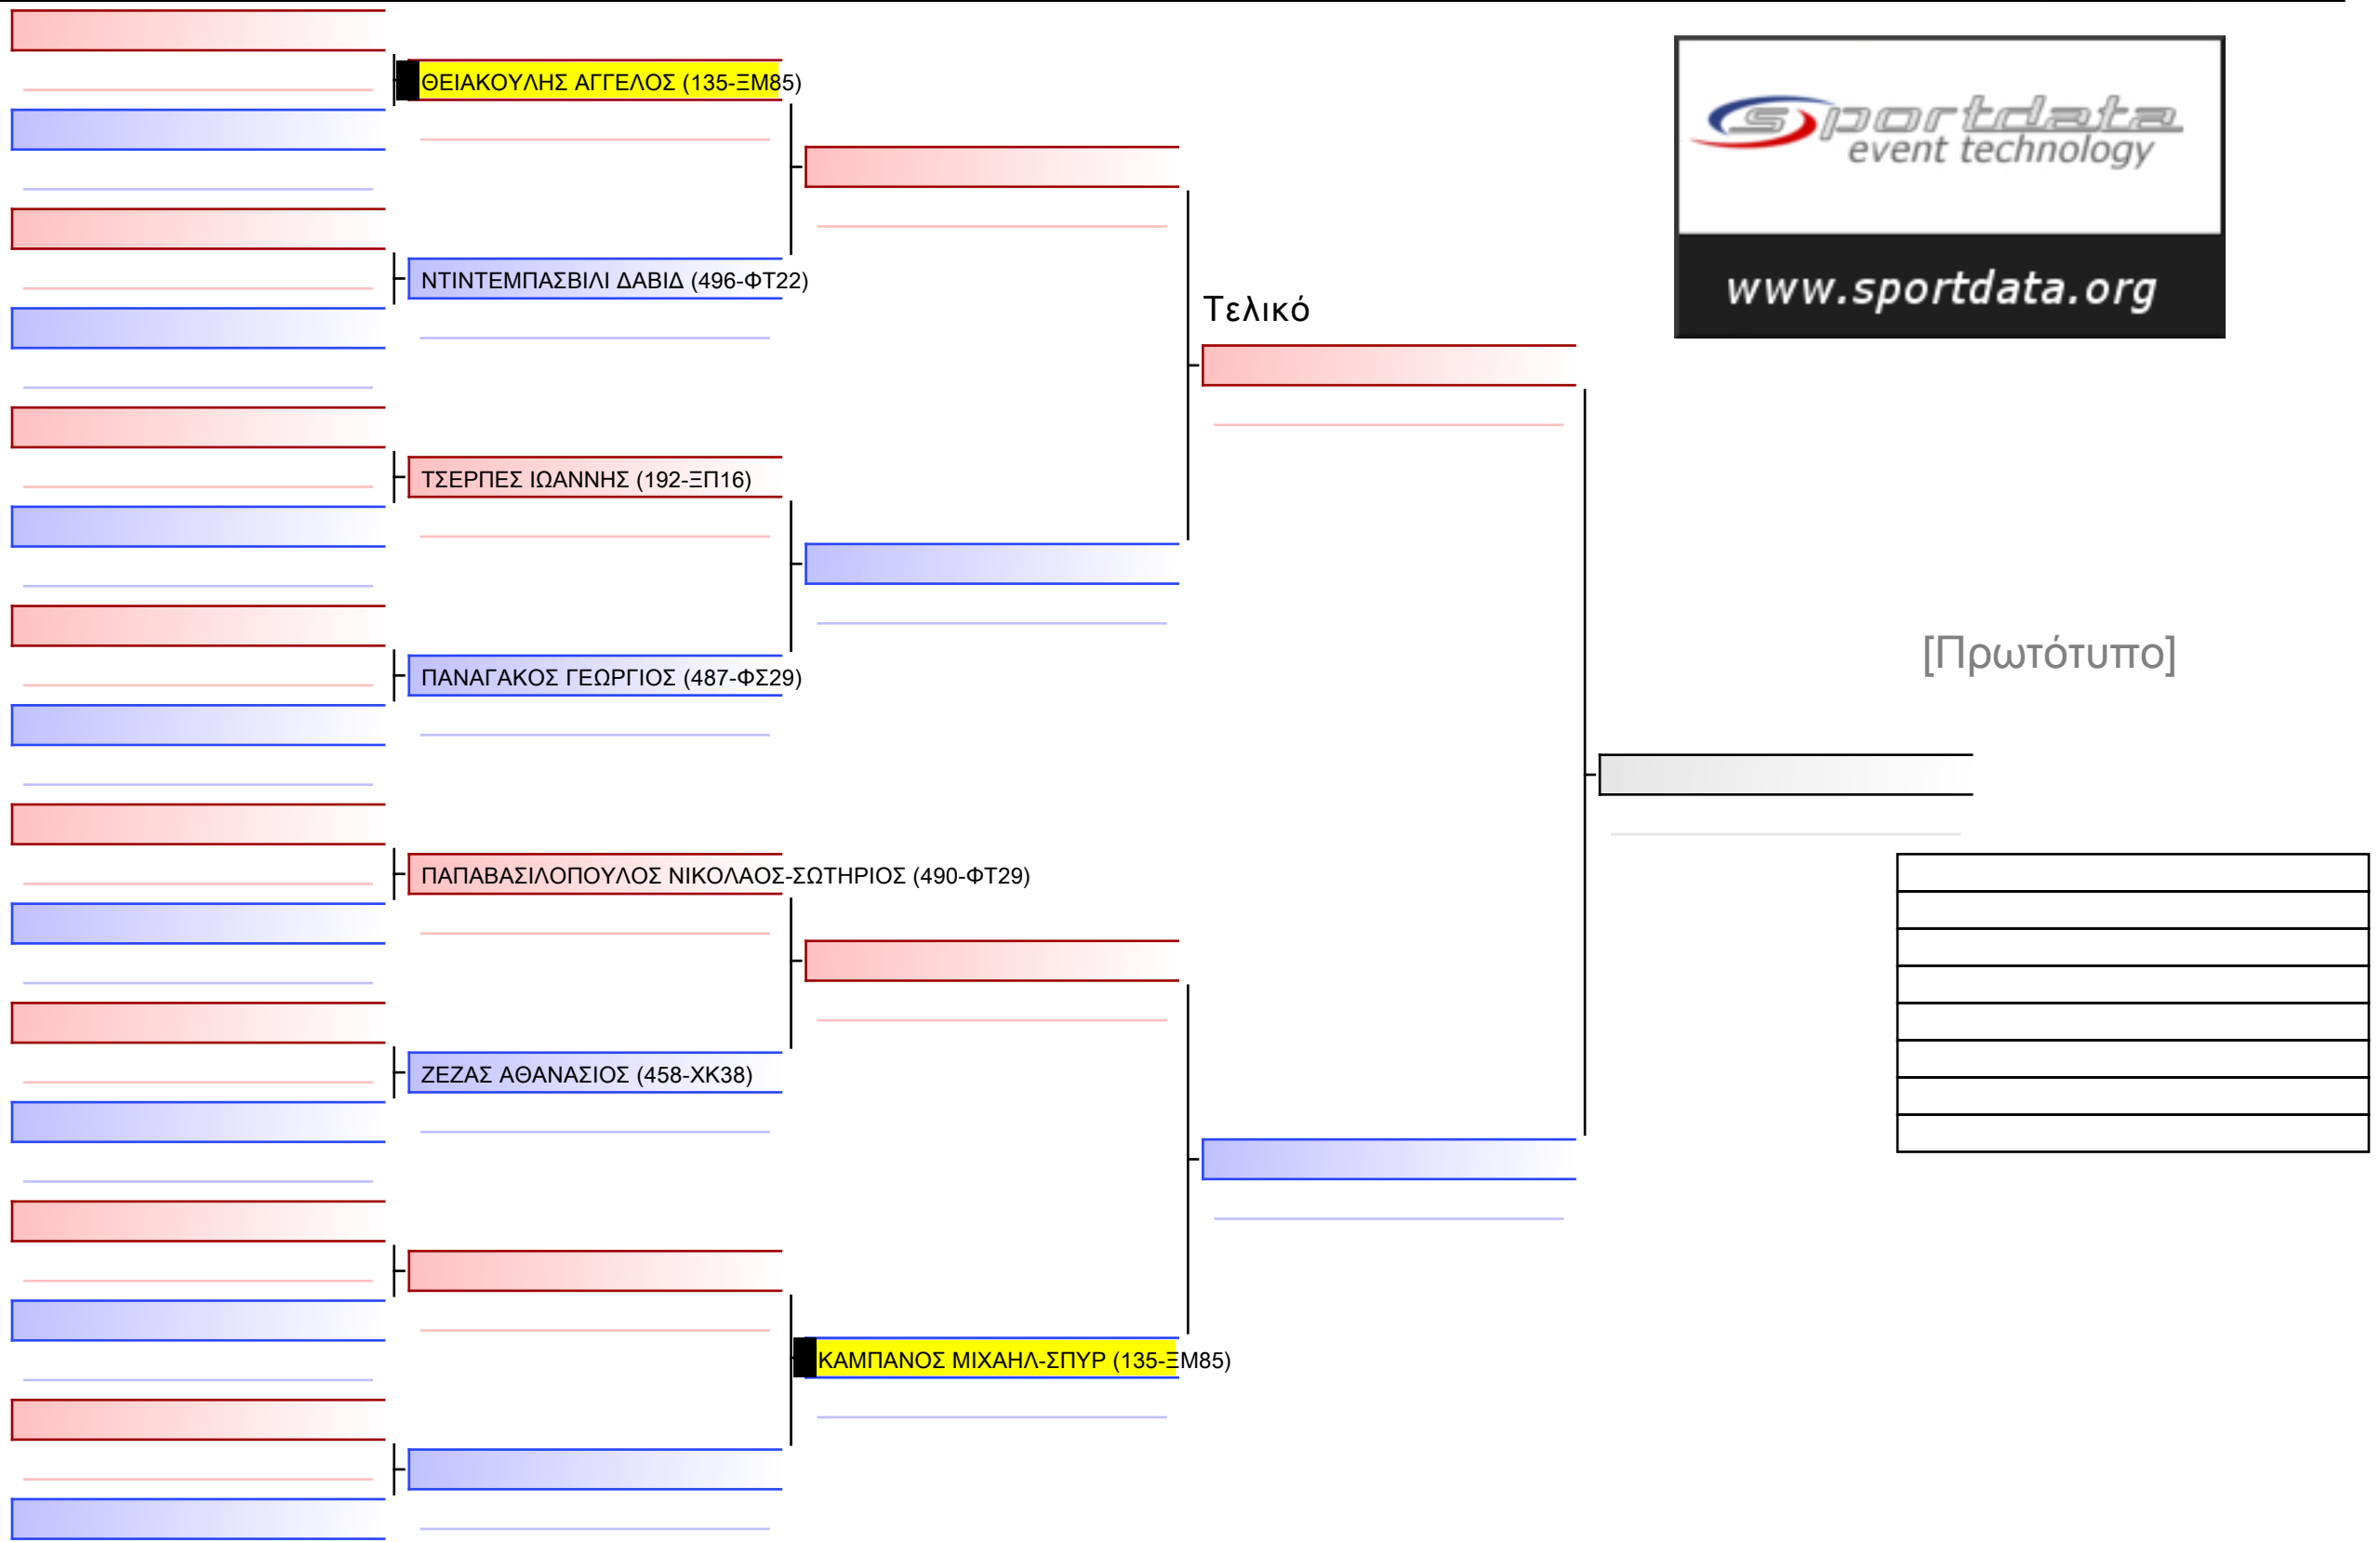 ΘΕΙΑΚΟΥΛΗΣ ΑΓΓΕΛΟΣ (135-ΞΜ85)
sportdata
event technology
www.sportdata.org
ΝΤΙΝΤΕΜΠΑΣΒΙΛΙ ΔΑΒΙΔ (496-ΦΤ22)
Τελικό
ΤΣΕΡΠΕΣ ΙΩΑΝΝΗΣ (192-ΞΠ16)
ΠΑΝΑΓΑΚΟΣ ΓΕΩΡΓΙΟΣ (487-ΦΣ29)
[Πρωτότυπο]
ΠΑΠΑΒΑΣΙΛΟΠΟΥΛΟΣ ΝΙΚΟΛΑΟΣ-ΣΩΤΗΡΙΟΣ (490-ΦΤ29)
ΖΕΖΑΣ ΑΘΑΝΑΣΙΟΣ (458-ΧΚ38)
ΚΑΜΠΑΝΟΣ ΜΙΧΑΗΛ-ΣΠΥΡ (135-ΞΜ85)